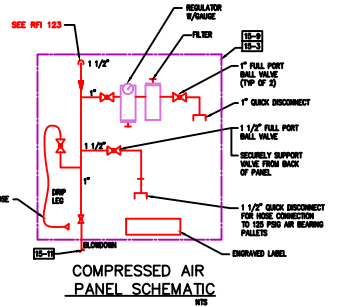 REGULATOR
W/GAUGE
SEE RFI 123
FILTER
15-9
15-3
1 1/2"
1" FULL PORT
BALL VALVE
(TYP OF 2)
1"
1" QUICK DISCONNECT
1 1/2" FULL PORT
BALL VALVE
1 1/2"
SECURELY SUPPORT
VALVE FROM BACK
OF PANEL
DRIP
LEG
1"
OSE
1 1/2" QUICK DISCONNECT
FOR HOSE CONNECTION
TO 125 PSIG AIR BEARING
PALLETS
BLOWDOWN
ENGRAVED LABEL
15-11
COMPRESSED AIR
PANEL SCHEMATIC
NTS